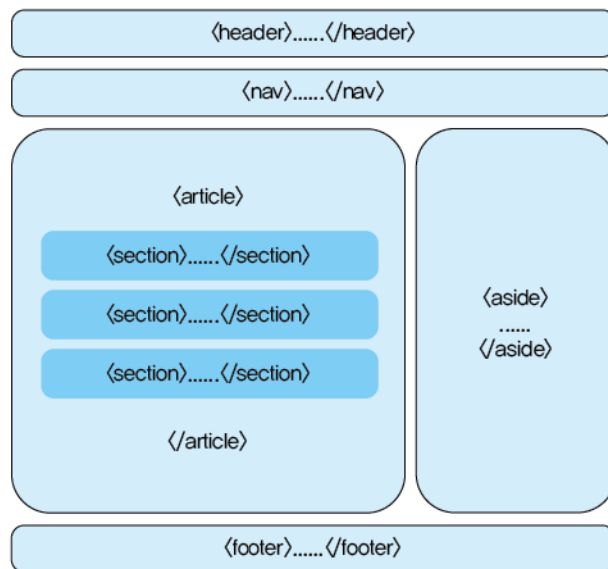 〈header〉......〈/header〉
〈nav〉......〈/nav〉
〈article〉
〈section〉......〈/section〉
〈section〉......〈/section〉
〈section〉......〈/section〉
〈/article〉
〈aside〉
......
〈/aside〉
〈footer〉......〈/footer〉